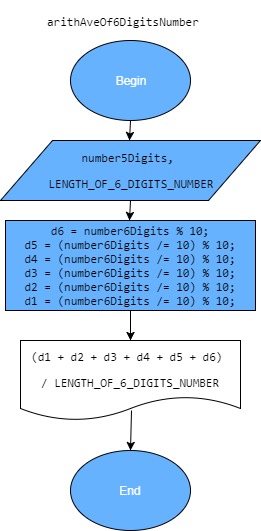 arithAveOf6DigitsNumber
Begin
number5Digits,
LENGTH_OF_6_DIGITS_NUMBER
d6 = number6Digits % 10;
d5 = (number6Digits /= 10) % 10;
d4 = (number6Digits /= 10) % 10;
d3 = (number6Digits /= 10) % 10;
d2 = (number6Digits /= 10) % 10;
d1 = (number6Digits /= 10) % 10;
(d1 + d2 + d3 + d4 + d5 + d6)
/ LENGTH_OF_6_DIGITS_NUMBER
End